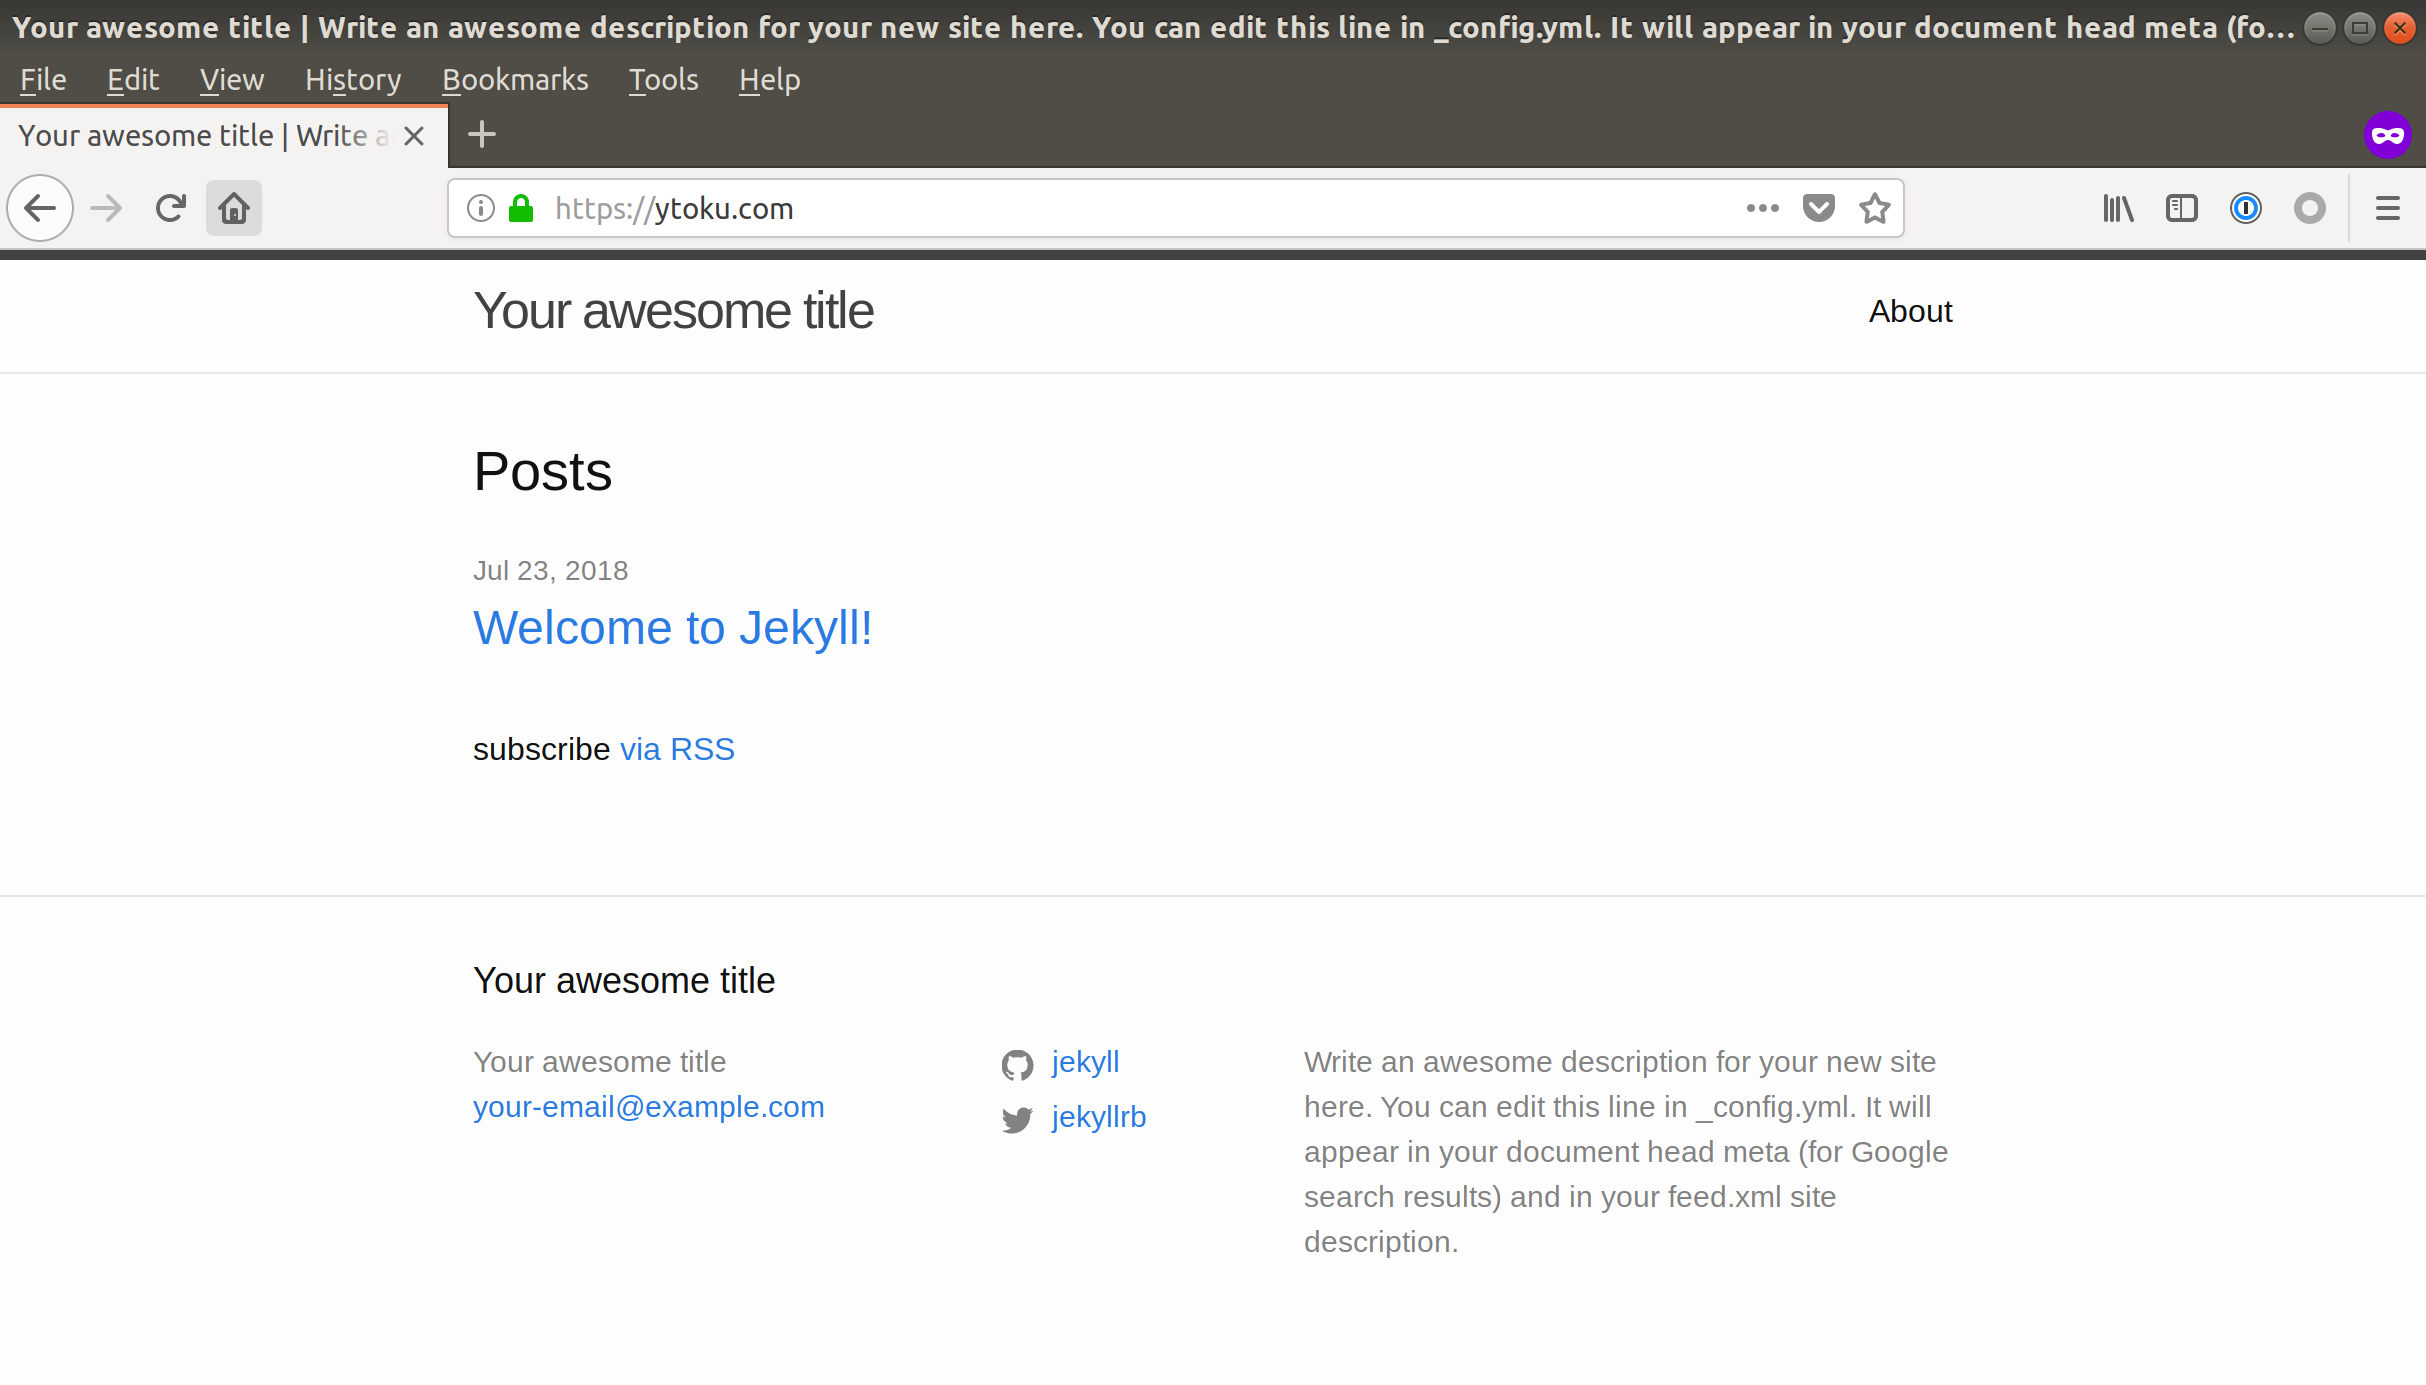 Your awesome title | Write an awesome description for your new site here. You can edit this line in _config.yml. It will appear in your document head meta (fo...
File Edit View History Bookmarks Tools Help
Your awesome title | Write a
https://ytoku.com
Your awesome title
About
Posts
Jul 23, 2018
Welcome to Jekyll!
subscribe via RSS
Your awesome title
Your awesome title
your-email@example.com
jekyll
jekyllrb
Write an awesome description for your new site
here. You can edit this line in _config.yml. It will
appear in your document head meta (for Google
search results) and in your feed.xml site
description.